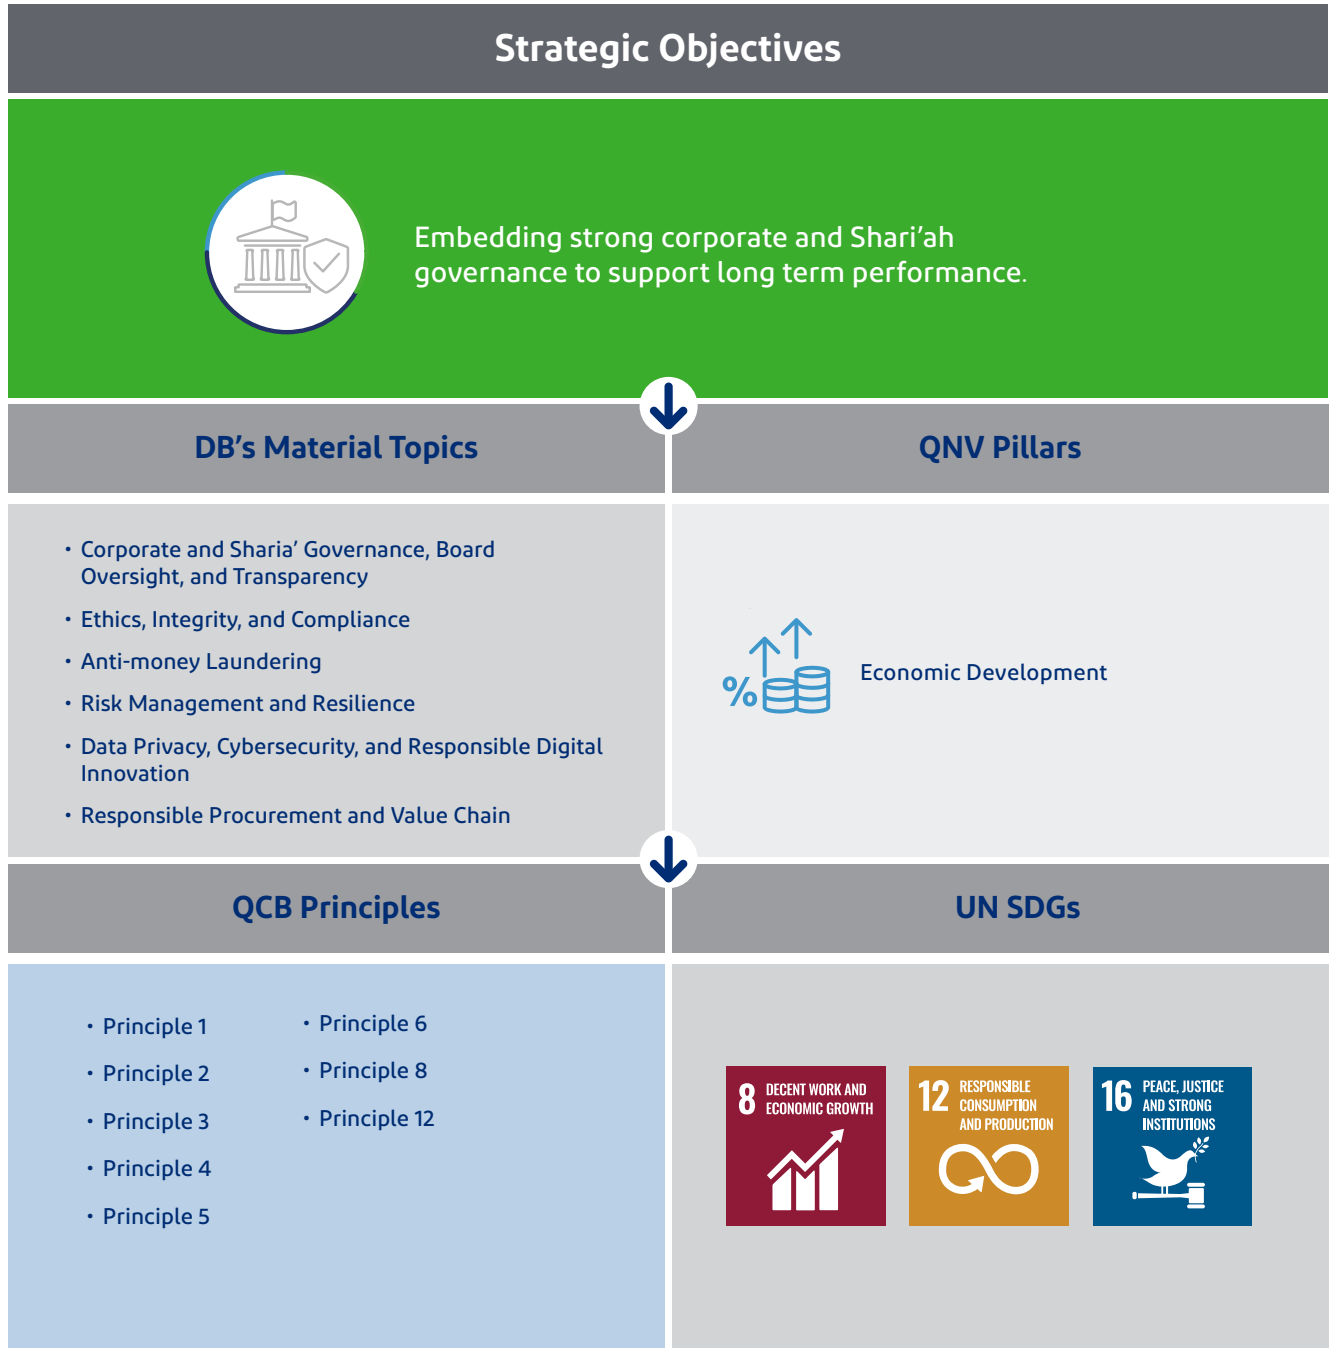 Strategic Objectives
Embedding strong corporate and Shari’ah
governance to support long term performance.
DB’s Material Topics
• Corporate and Sharia’ Governance, Board
Oversight, and Transparency
• Ethics, Integrity, and Compliance
• Anti-money Laundering
• Risk Management and Resilience
• Data Privacy, Cybersecurity, and Responsible Digital
Innovation
• Responsible Procurement and Value Chain
QNV Pillars
%
Economic Development
QCB Principles
• Principle 1
• Principle 2
• Principle 3
• Principle 4
• Principle 5
• Principle 6
• Principle 8
• Principle 12
UN SDGs
8 DECENT WORK AND
ECONOMIC GROWTH
12 RESPONSIBLE
CONSUMPTION
AND PRODUCTION
16 PEACE, JUSTICE
AND STRONG
INSTITUTIONS